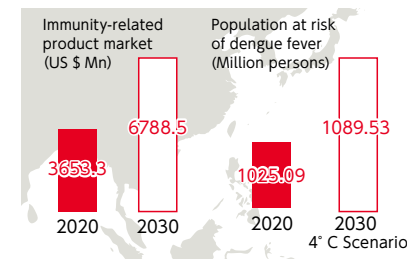 Immunity-related
product market
(US $ Mn)
3653.3
6788.5
2020
2030
Population at risk
of dengue fever
(Million persons)
1025.09
1089.53
2020
2030
4˚ C Scenario